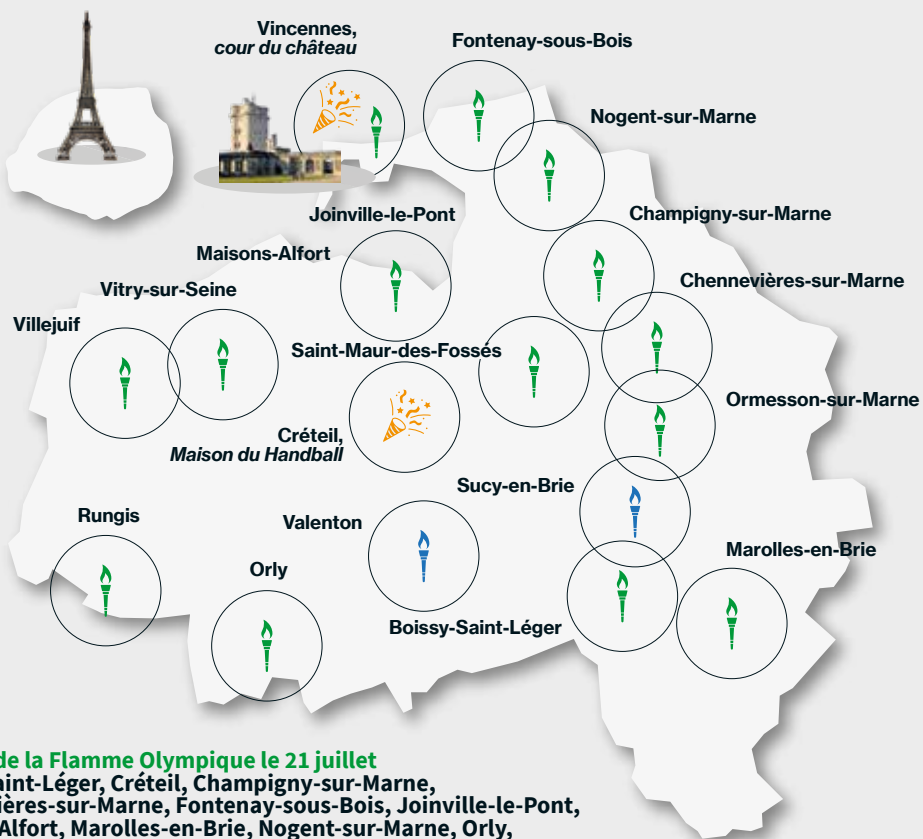 Vincennes,
cour du château
Fontenay-sous-Bois
Nogent-sur-Marne
Joinville-le-Pont
Champigny-sur-Marne
Maisons-Alfort
Chennevières-sur-Marne
Vitry-sur-Seine
Villejuif
Saint-Maur-des-Fossés
Ormesson-sur-Marne
Créteil,
Maison du Handball
Sucy-en-Brie
Rungis
Valenton
Marolles-en-Brie
Orly
Boissy-Saint-Léger
de la Flamme Olympique le 21 juillet
aint-Léger, Créteil, Champigny-sur-Marne,
ières-sur-Marne, Fontenay-sous-Bois, Joinville-le-Pont,
Alfort, Marolles-en-Brie, Nogent-sur-Marne, Orly,